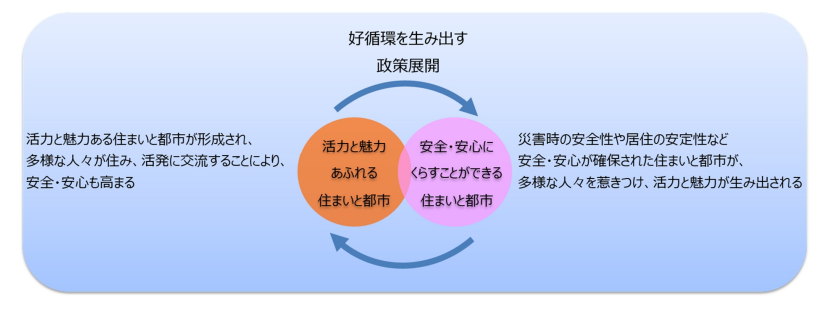 好循環を生み出す
政策展開
活力と魅力ある住まいと都市が形成され、
多様な人々が住み、活発に交流することにより、
安全・安心も高まる
活力と魅力
あふれる
住まいと都市
安全・安心に
くらすことができる
住まいと都市
災害時の安全性や居住の安定性など
安全・安心が確保された住まいと都市が、
多様な人々を惹きつけ、活力と魅力が生み出される